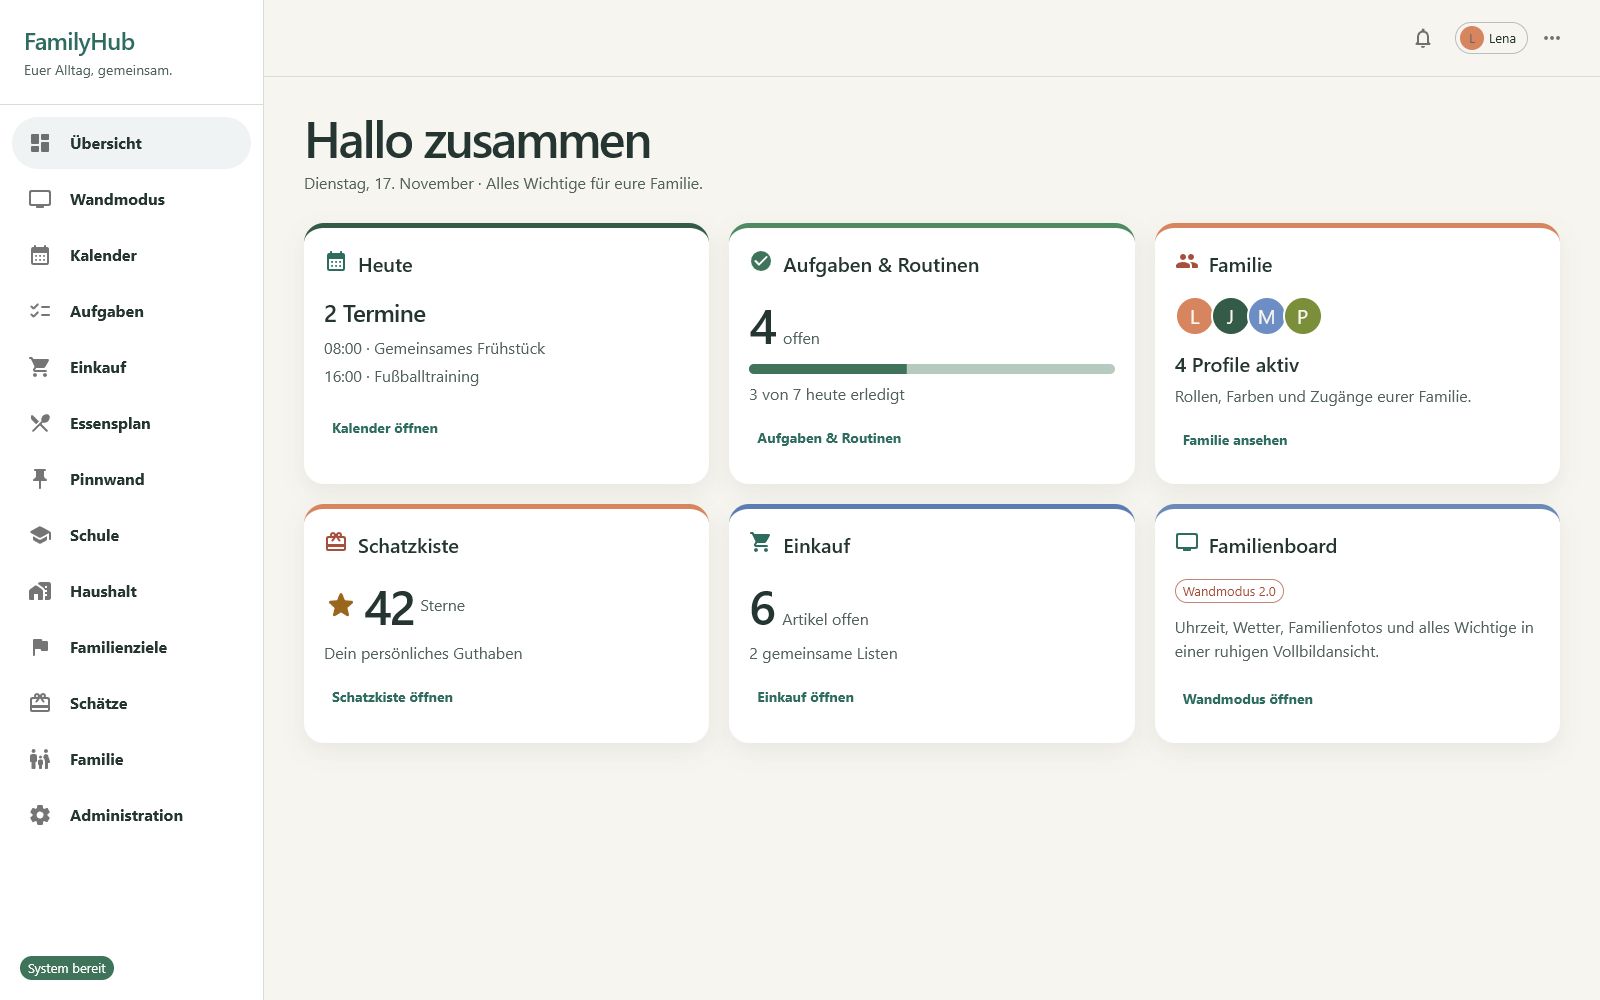 FamilyHub
Euer Alltag, gemeinsam.
Übersicht
Wandmodus
Kalender
Aufgaben
Einkauf
Essensplan
Pinnwand
Schule
Haushalt
Familienziele
Schätze
Familie
Administration
System bereit
L Lena
Hallo zusammen
Dienstag, 17. November · Alles Wichtige für eure Familie.
Heute
2 Termine
08:00 · Gemeinsames Frühstück
16:00 · Fußballtraining
Kalender öffnen
Aufgaben & Routinen
4 offen
3 von 7 heute erledigt
Aufgaben & Routinen
Familie
L J M P
4 Profile aktiv
Rollen, Farben und Zugänge eurer Familie.
Familie ansehen
Schatzkiste
42 Sterne
Dein persönliches Guthaben
Schatzkiste öffnen
Einkauf
6 Artikel offen
2 gemeinsame Listen
Einkauf öffnen
Familienboard
Wandmodus 2.0
Uhrzeit, Wetter, Familienfotos und alles Wichtige in
einer ruhigen Vollbildansicht.
Wandmodus öffnen